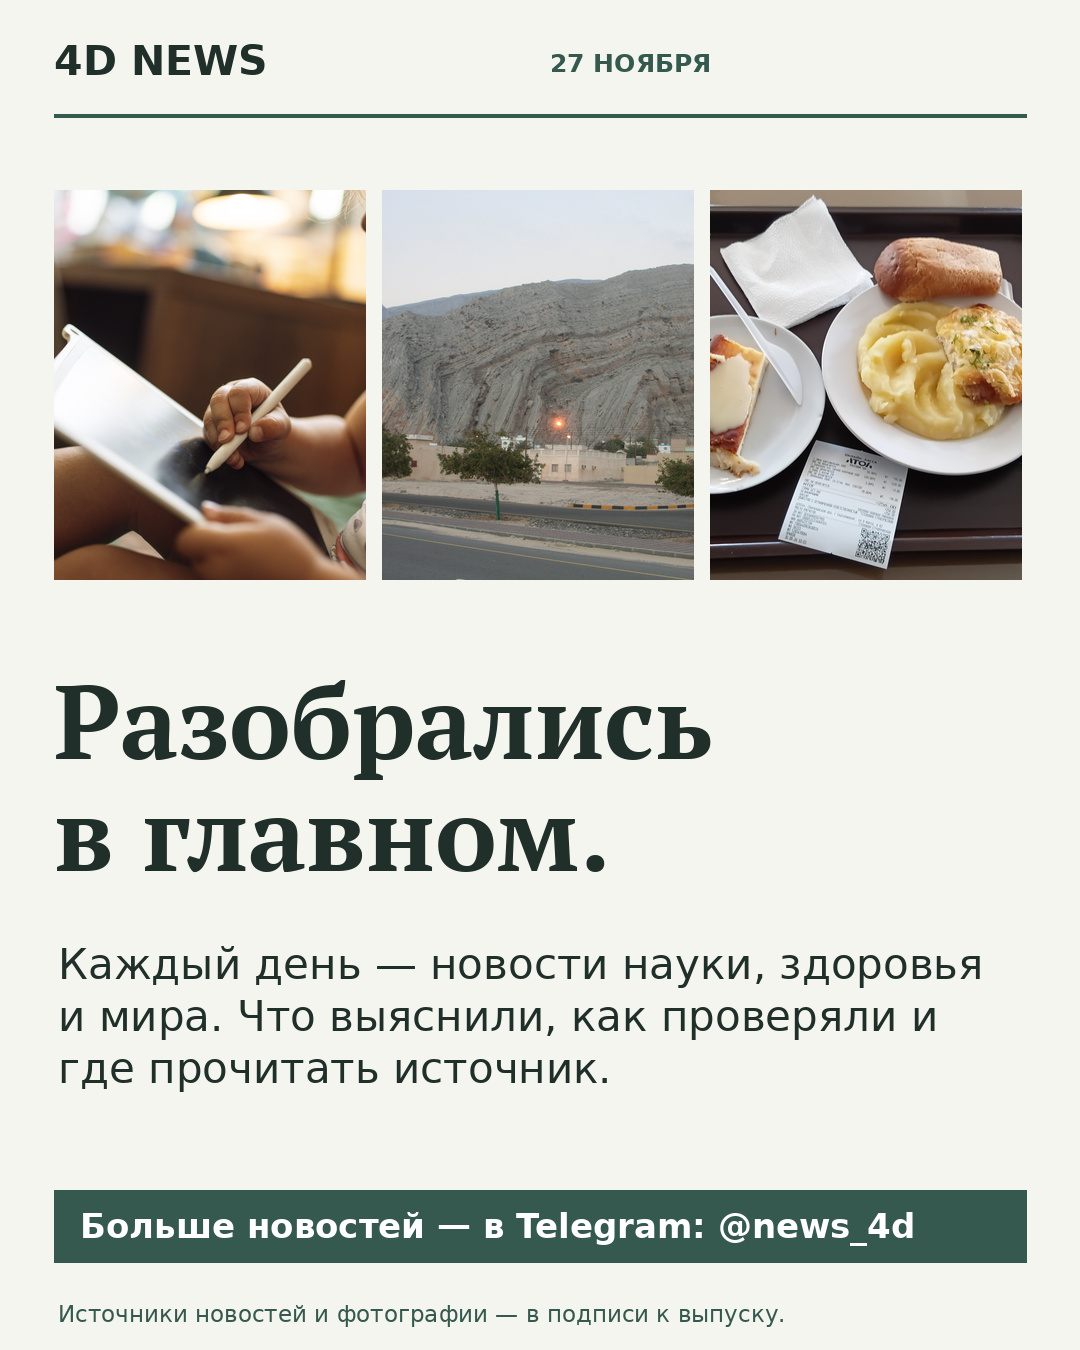 4D NEWS
27 НОЯБРЯ
Разобрались
в главном.
Каждый день — новости науки, здоровья
и мира. Что выяснили, как проверяли и
где прочитать источник.
Больше новостей — в Telegram: @news_4d
Источники новостей и фотографии — в подписи к выпуску.